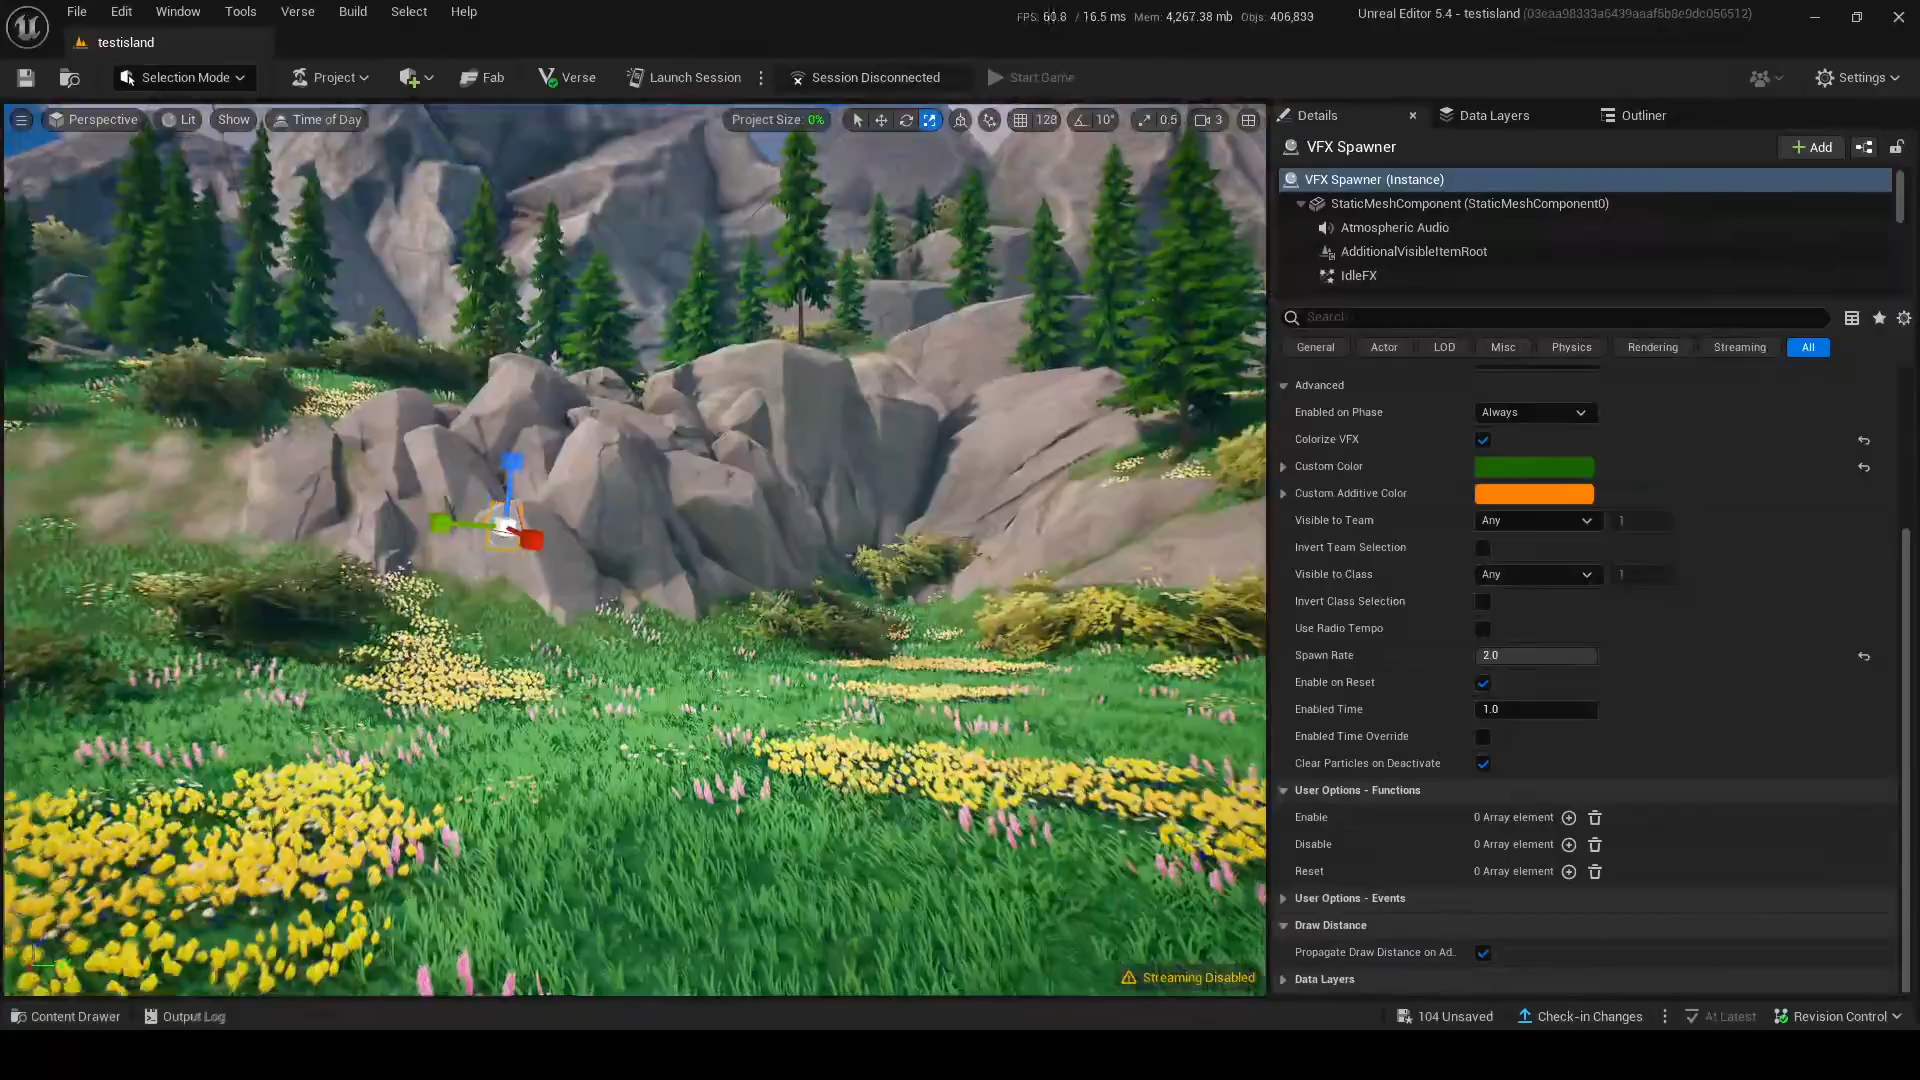 File Edit Window Tools Verse Build Select Help
FPS: 60.8 / 16.5 ms Mem: 4,267.38 mb Objs: 406,833
Unreal Editor 5.4 - testisland
testisland
Selection Mode Project Fab Verse Launch Session Session Disconnected Start Game Settings
Perspective Lit Show Time of Day Project Size: 0% 128 10° 0.5 3
Details Data Layers Outliner
VFX Spawner
Add
VFX Spawner (Instance)
StaticMeshComponent (StaticMeshComponent0)
Atmospheric Audio
AdditionalVisibleItemRoot
IdleFX
Search
General Actor LOD Misc Physics Rendering Streaming All
Advanced
Enabled on Phase Always
Colorize VFX
Custom Color
Custom Additive Color
Visible to Team Any 1
Invert Team Selection
Visible to Class Any 1
Invert Class Selection
Use Radio Tempo
Spawn Rate 2.0
Enable on Reset
Enabled Time 1.0
Enabled Time Override
Clear Particles on Deactivate
User Options - Functions
Enable 0 Array element
Disable 0 Array element
Reset 0 Array element
User Options - Events
Draw Distance
Propagate Draw Distance on Ad..
Data Layers
Streaming Disabled
Content Drawer Output Log 104 Unsaved Check-in Changes At Latest Revision Control